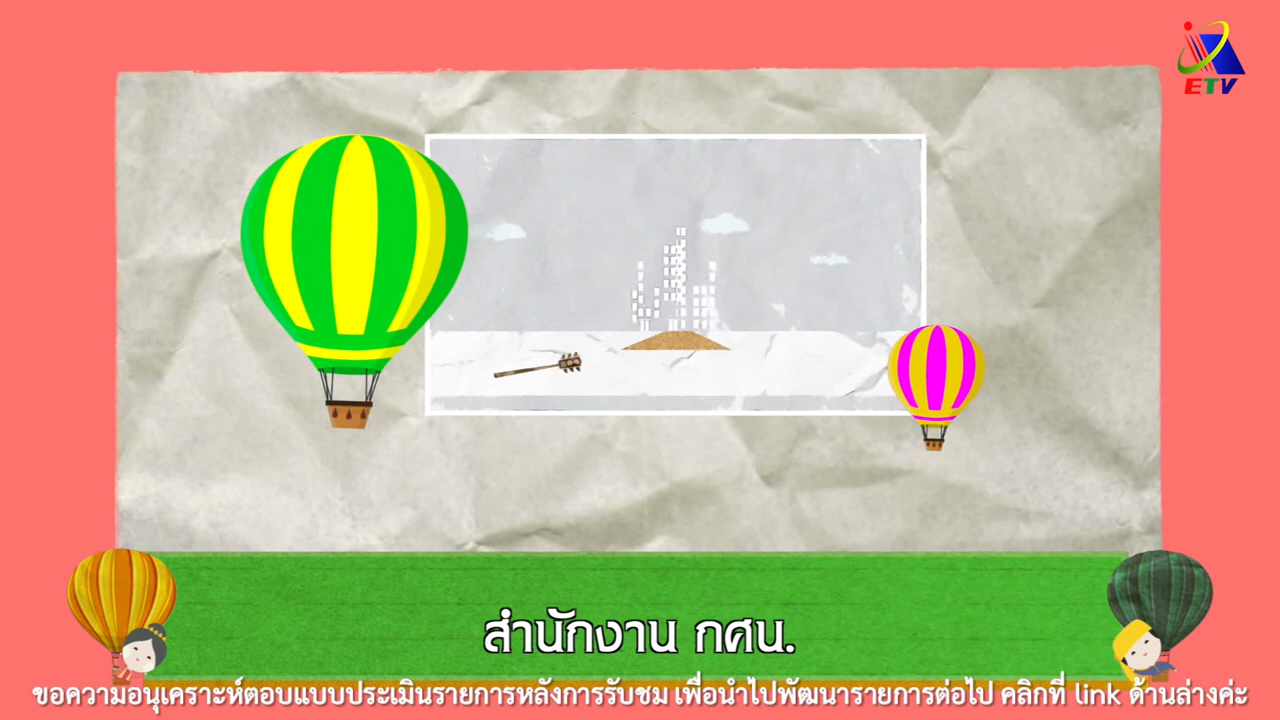 ETV
สำนักงาน กศน.
ขอความอนุเคราะห์ตอบแบบประเมินรายการหลังการรับชม เพื่อนำไปพัฒนารายการต่อไป คลิกที่ link ด้านล่างค่ะ